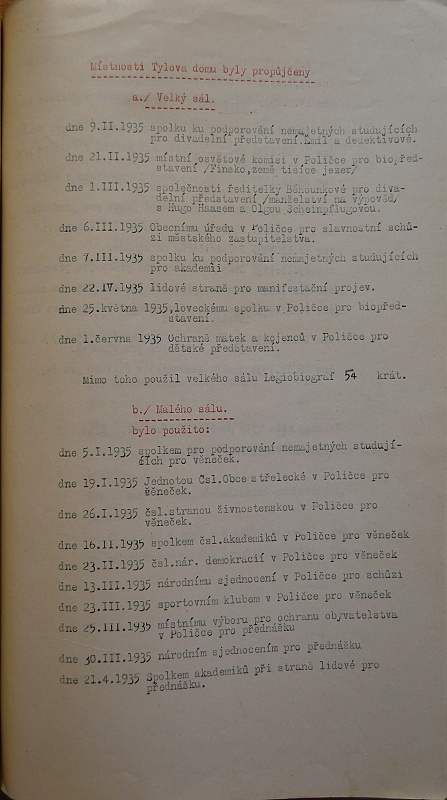 Místnosti Tylova domu byly propůjčeny
a./ Velký sál.
dne 9.II.1935 spolku ku podporování nemajetných studujících
pro divadelní představení.Emil a detektivové.
dne 21.II.1935 místní osvětové komisi v Poličce pro bio,řed-
stavení /Finsko,země tisíce jezer/
dne 1.III.1935 společnosti ředitelky Báňounkové pro diva-
delní představení /manželství na výpověď/
s Hugo Haasem a Olgou Scheinpflugovou.
dne 6.III.1935 Obecnímu úřadu v Poličce pro slavnostní schů-
zi městského zastupitelstva.
dne 7.III.1935 spolku ku podporování nemajetných studujících
pro akademii
dne 22.IV.1935 lidové straně pro manifestační projev.
dne 25.května 1935,loveckému spolku v Poličce pro biopřed-
stavení.
dne 1.června 1935 Ochraně matek a kojenců v Poličce pro
dětské představení.
Mimo toho použil velkého sálu Legiobiograf 54 krát.
b./ Malého sálu.
bylo použito:
dne 5.I.1935 spolkem pro podporování nemajetných studují-
cích pro věneček.
dne 19.I.1935 Jednotou Čsl.Obce střelecké v Poličce pro
věneček.
dne 26.I.1935 čsl.stranou živnostenskou v Poličce pro
věneček.
dne 16.II.1935 spolkem čsl.akademiků v Poličce pro věneček
dne 23.II.1935 čsl.nár. demokracií v Poličce pro věneček
dne 13.III.1935 národnímu sjednocení v Poličce pro schůzi
dne 23.III.1935 sportovním klubem v Poličce pro věneček
dne 25.III.1935 místnímu výboru pro ochranu obyvatelstva
v Poličce pro přednášku
dne 30.III.1935 národním sjednocením pro přednášku
dne 21.4.1935 Spolkem akademiků při straně lidové pro
přednášku.